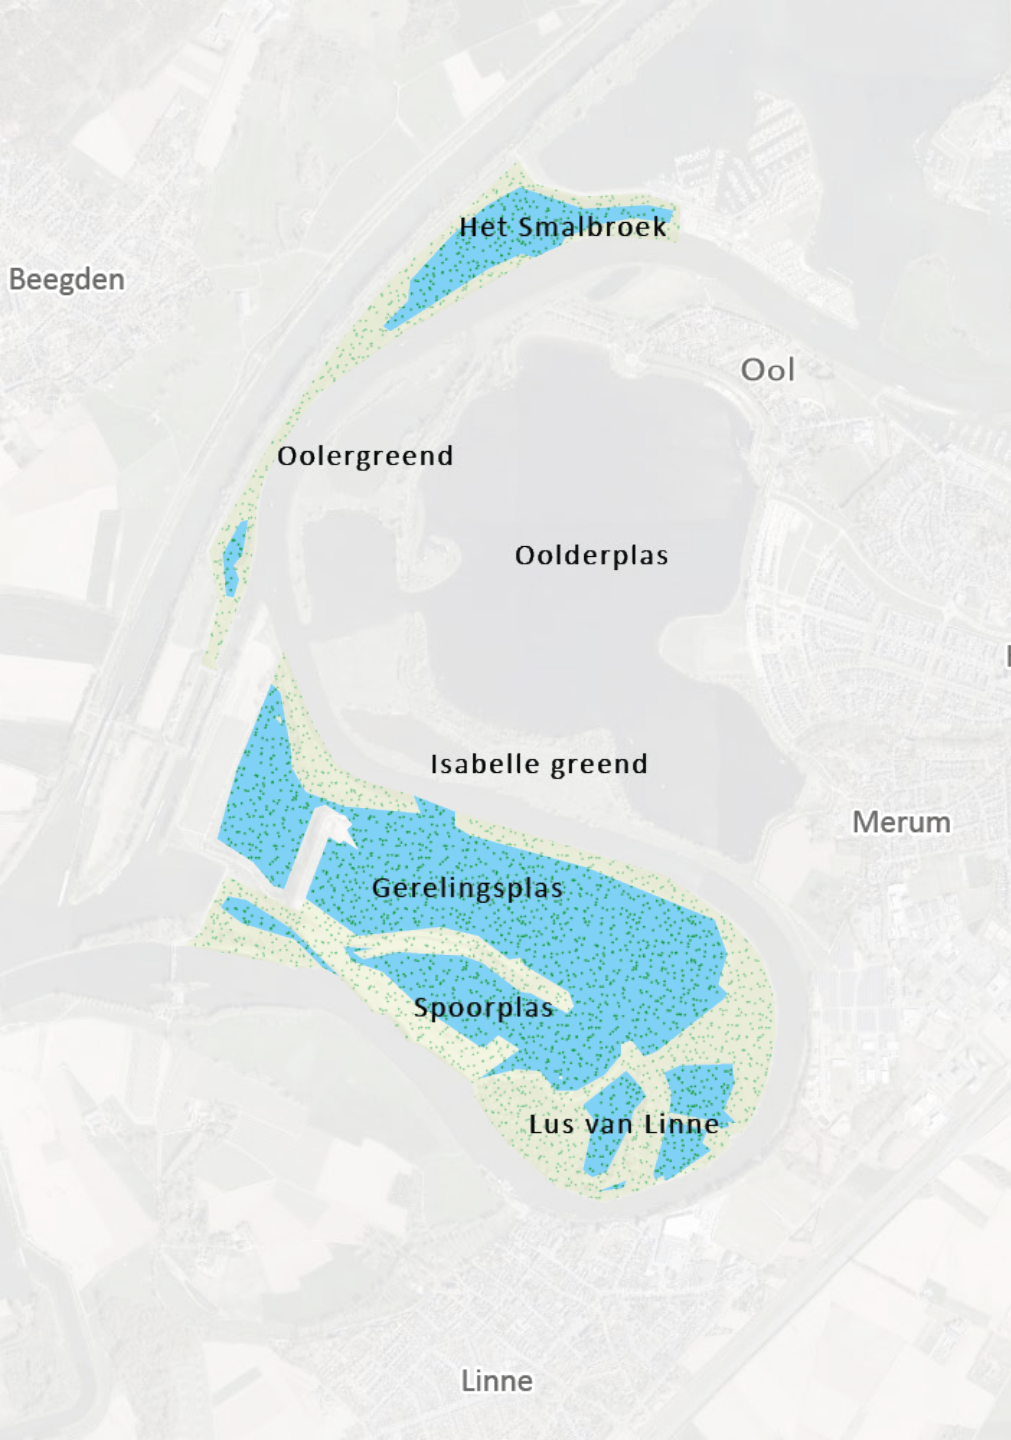 Het Smalbroek
Beegden
Ool
Oolergreend
Oolderplas
Isabelle greend
Merum
Gerelingsplas
Spoorplas
Lus van Linne
Linne